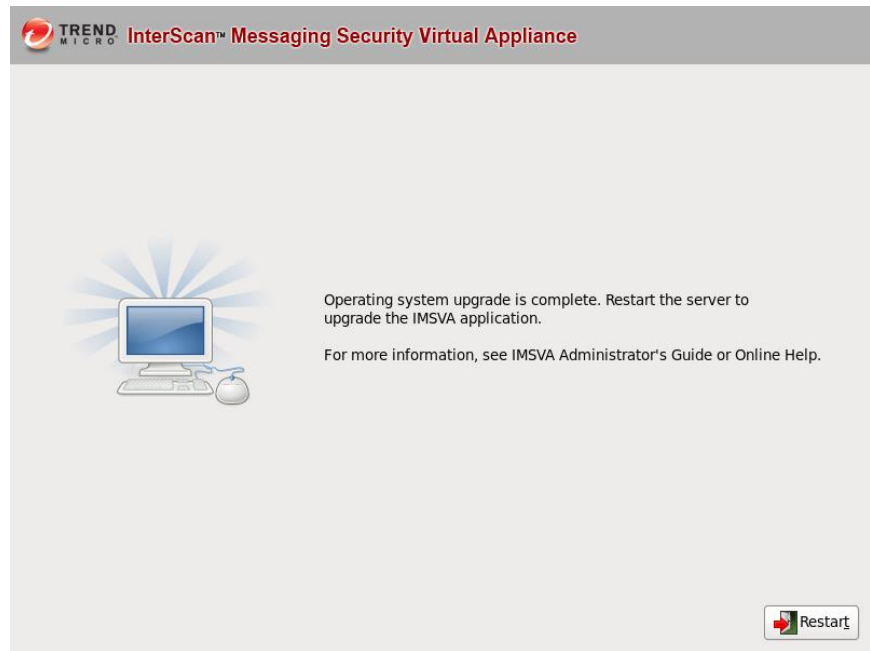 TREND MICRO InterScan™ Messaging Security Virtual Appliance
Operating system upgrade is complete. Restart the server to
upgrade the IMSVA application.
For more information, see IMSVA Administrator's Guide or Online Help.
Restart